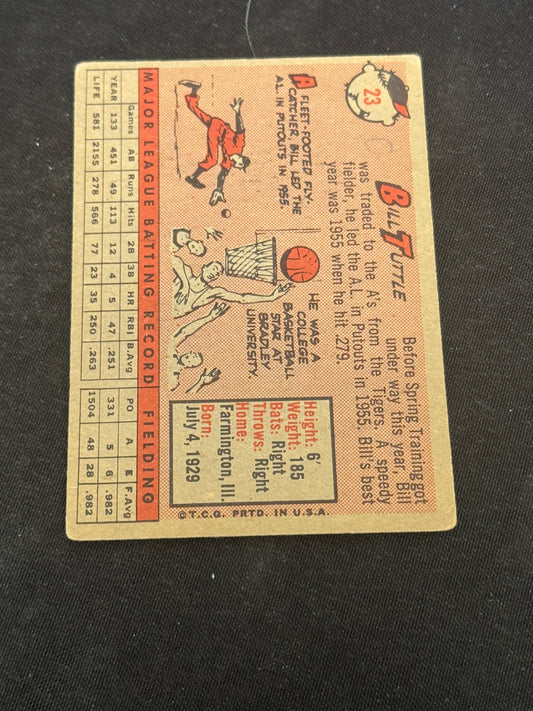 23
BILL TUTTLE
Before Spring Training got
under way this year, Bill
was traded to the A's from the Tigers. A speedy
fielder, he led the A.L. in Putouts in 1955. Bill's best
year was 1955 when he hit .279.
A FLEET-FOOTED FLY-
CATCHER, BILL LED THE
A.L. IN PUTOUTS IN 1955.
HE WAS A
COLLEGE
BASKETBALL
STAR AT
BRADLEY
UNIVERSITY.
Height: 6'
Weight: 185
Bats: Right
Throws: Right
Home:
Farmington, Ill.
Born:
July 4, 1929
MAJOR LEAGUE BATTING RECORD FIELDING
Games AB Runs Hits 2B 3B HR RBI B.Avg PO A E F.Avg
YEAR 133 451 49 113 12 4 5 47 .251 331 5 6 .982
LIFE 581 2155 278 566 77 23 35 250 .263 1504 48 28 .982
©T.C.G. PRTD. IN U.S.A.